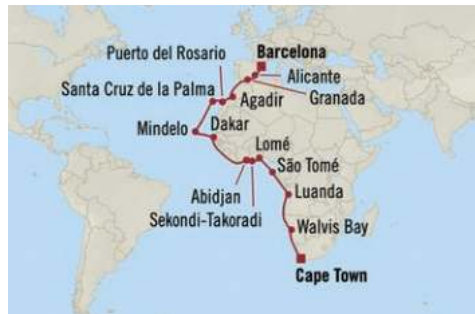 Puerto del Rosario
Barcelona
Alicante
Santa Cruz de la Palma
Agadir
Granada
Mindelo
Dakar
Lomé
São Tomé
Luanda
Abidjan
Sekondi-Takoradi
Walvis Bay
Cape Town